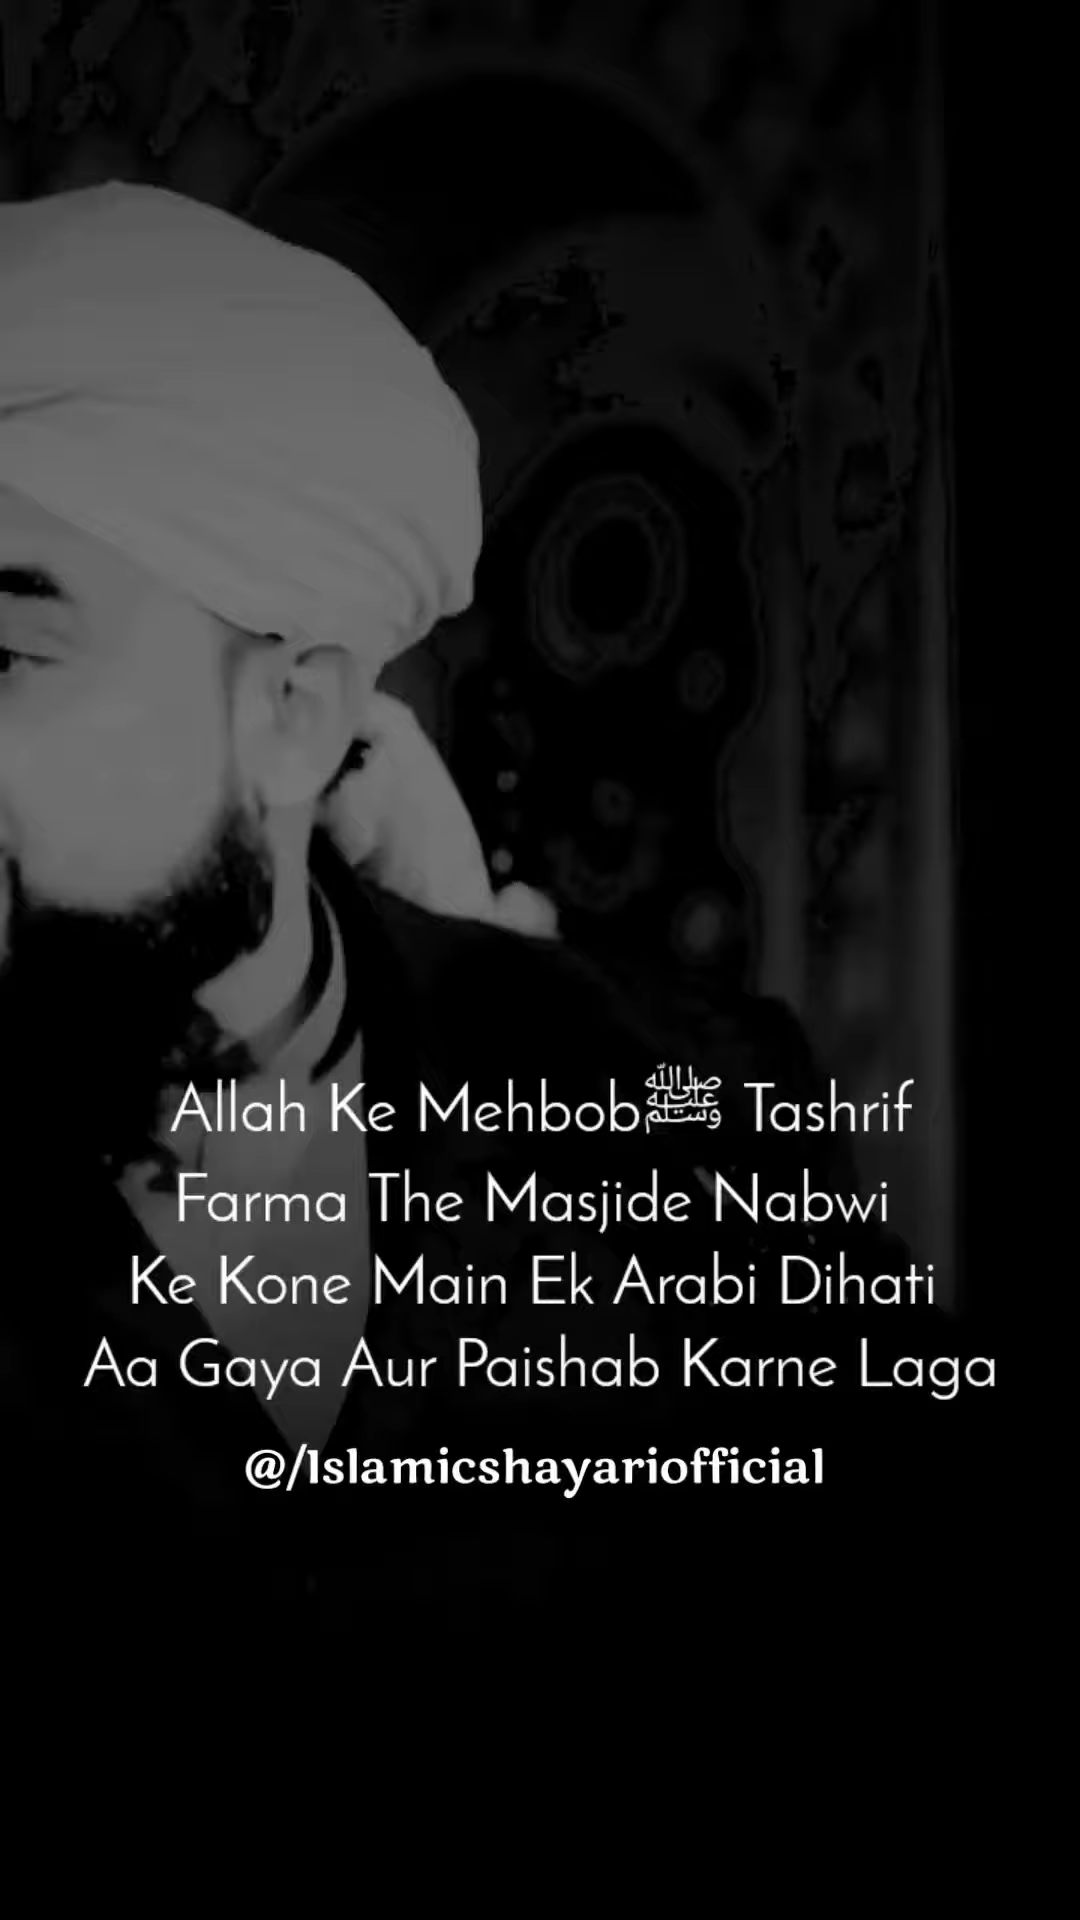 Allah Ke Mehbobﷺ Tashrif
Farma The Masjide Nabwi
Ke Kone Main Ek Arabi Dihati
Aa Gaya Aur Paishab Karne Laga
@/Islamicshayariofficial